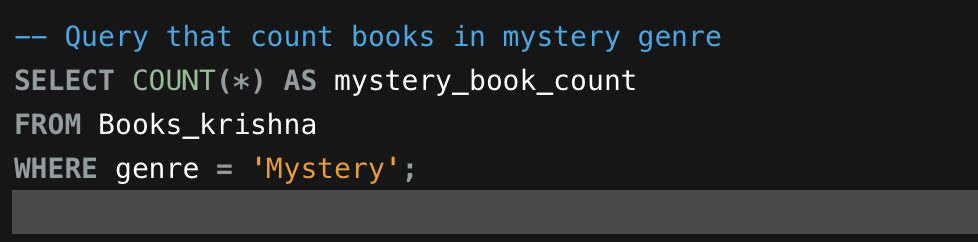 -- Query that count books in mystery genre
SELECT COUNT(*) AS mystery_book_count
FROM Books_krishna
WHERE genre = 'Mystery';